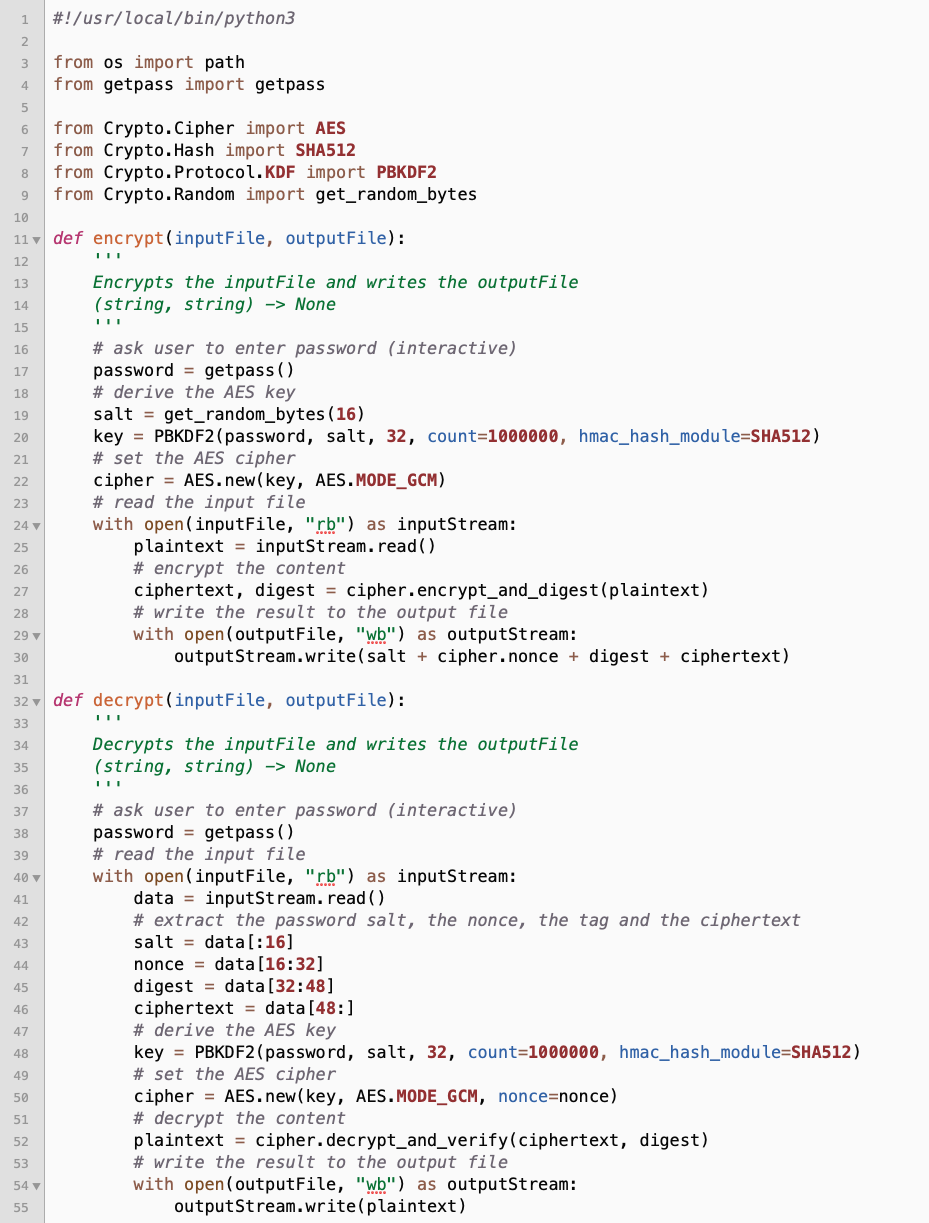 1 #!/usr/local/bin/python3
2
3 from os import path
4 from getpass import getpass
5
6 from Crypto.Cipher import AES
7 from Crypto.Hash import SHA512
8 from Crypto.Protocol.KDF import PBKDF2
9 from Crypto.Random import get_random_bytes
10
11 def encrypt(inputFile, outputFile):
12     '''
13     Encrypts the inputFile and writes the outputFile
14     (string, string) -> None
15     '''
16     # ask user to enter password (interactive)
17     password = getpass()
18     # derive the AES key
19     salt = get_random_bytes(16)
20     key = PBKDF2(password, salt, 32, count=1000000, hmac_hash_module=SHA512)
21     # set the AES cipher
22     cipher = AES.new(key, AES.MODE_GCM)
23     # read the input file
24     with open(inputFile, "rb") as inputStream:
25         plaintext = inputStream.read()
26         # encrypt the content
27         ciphertext, digest = cipher.encrypt_and_digest(plaintext)
28         # write the result to the output file
29         with open(outputFile, "wb") as outputStream:
30             outputStream.write(salt + cipher.nonce + digest + ciphertext)
31
32 def decrypt(inputFile, outputFile):
33     '''
34     Decrypts the inputFile and writes the outputFile
35     (string, string) -> None
36     '''
37     # ask user to enter password (interactive)
38     password = getpass()
39     # read the input file
40     with open(inputFile, "rb") as inputStream:
41         data = inputStream.read()
42         # extract the password salt, the nonce, the tag and the ciphertext
43         salt = data[:16]
44         nonce = data[16:32]
45         digest = data[32:48]
46         ciphertext = data[48:]
47         # derive the AES key
48         key = PBKDF2(password, salt, 32, count=1000000, hmac_hash_module=SHA512)
49         # set the AES cipher
50         cipher = AES.new(key, AES.MODE_GCM, nonce=nonce)
51         # decrypt the content
52         plaintext = cipher.decrypt_and_verify(ciphertext, digest)
53         # write the result to the output file
54         with open(outputFile, "wb") as outputStream:
55             outputStream.write(plaintext)